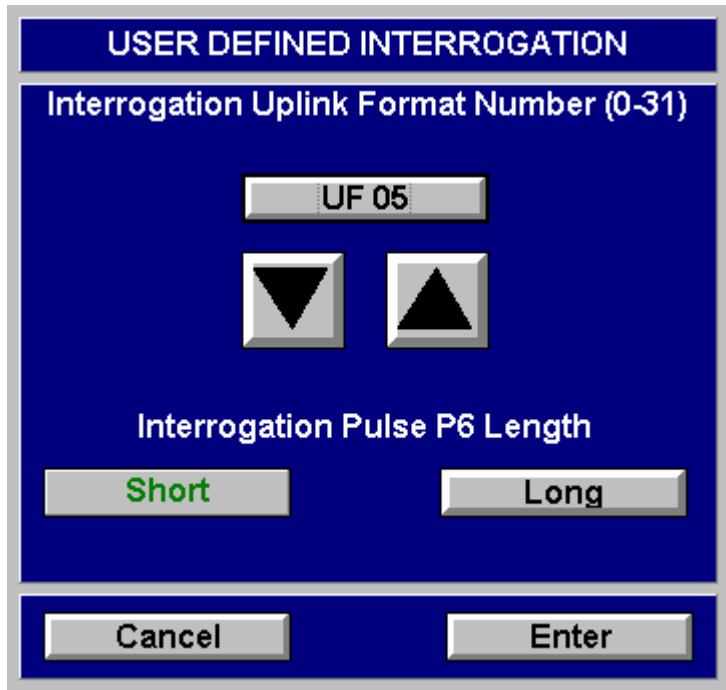 USER DEFINED INTERROGATION
Interrogation Uplink Format Number (0-31)
UF 05
Interrogation Pulse P6 Length
Short Long
Cancel Enter